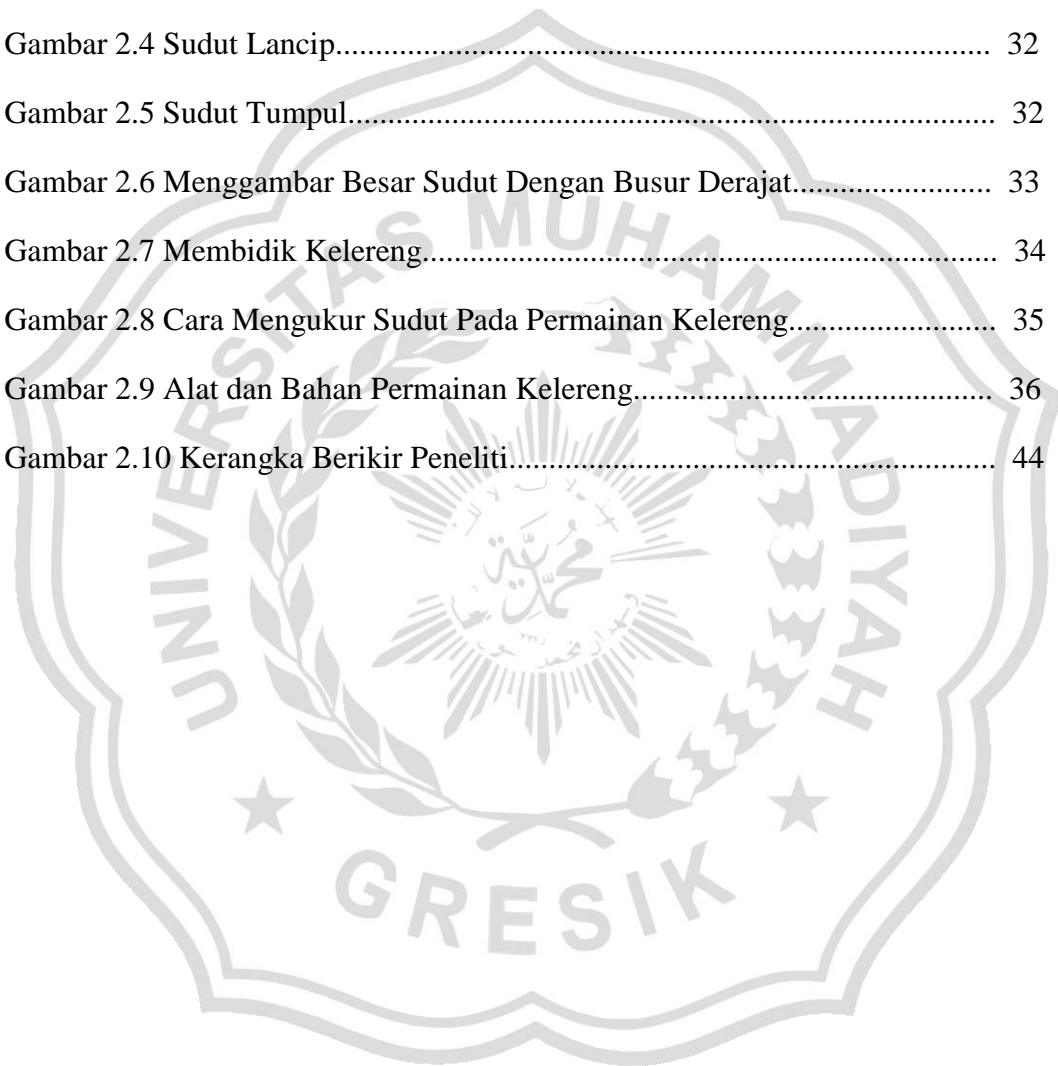 Gambar 2.4 Sudut Lancip.................................................................................... 32
Gambar 2.5 Sudut Tumpul.................................................................................. 32
Gambar 2.6 Menggambar Besar Sudut Dengan Busur Derajat......................... 33
Gambar 2.7 Membidik Kelereng......................................................................... 34
Gambar 2.8 Cara Mengukur Sudut Pada Permainan Kelereng.......................... 35
Gambar 2.9 Alat dan Bahan Permainan Kelereng.............................................. 36
Gambar 2.10 Kerangka Berikir Peneliti.............................................................. 44
UNIVERSITAS MUHAMMADIYAH
محمد
GRESIK